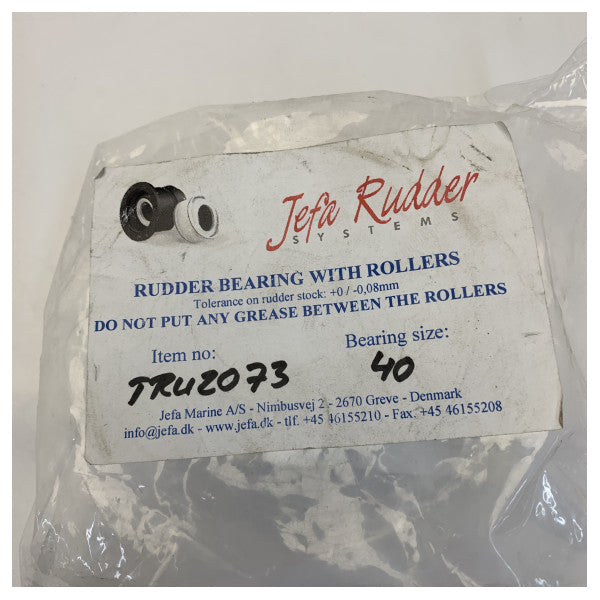 Jefa Rudder
SYSTEMS
RUDDER BEARING WITH ROLLERS
Tolerance on rudder stock: +0 / -0,08mm
DO NOT PUT ANY GREASE BETWEEN THE ROLLERS
Item no: Bearing size:
TRU2073 40
Jefa Marine A/S - Nimbusvej 2 - 2670 Greve - Denmark
info@jefa.dk - www.jefa.dk - tlf. +45 46155210 - Fax. +45 46155208